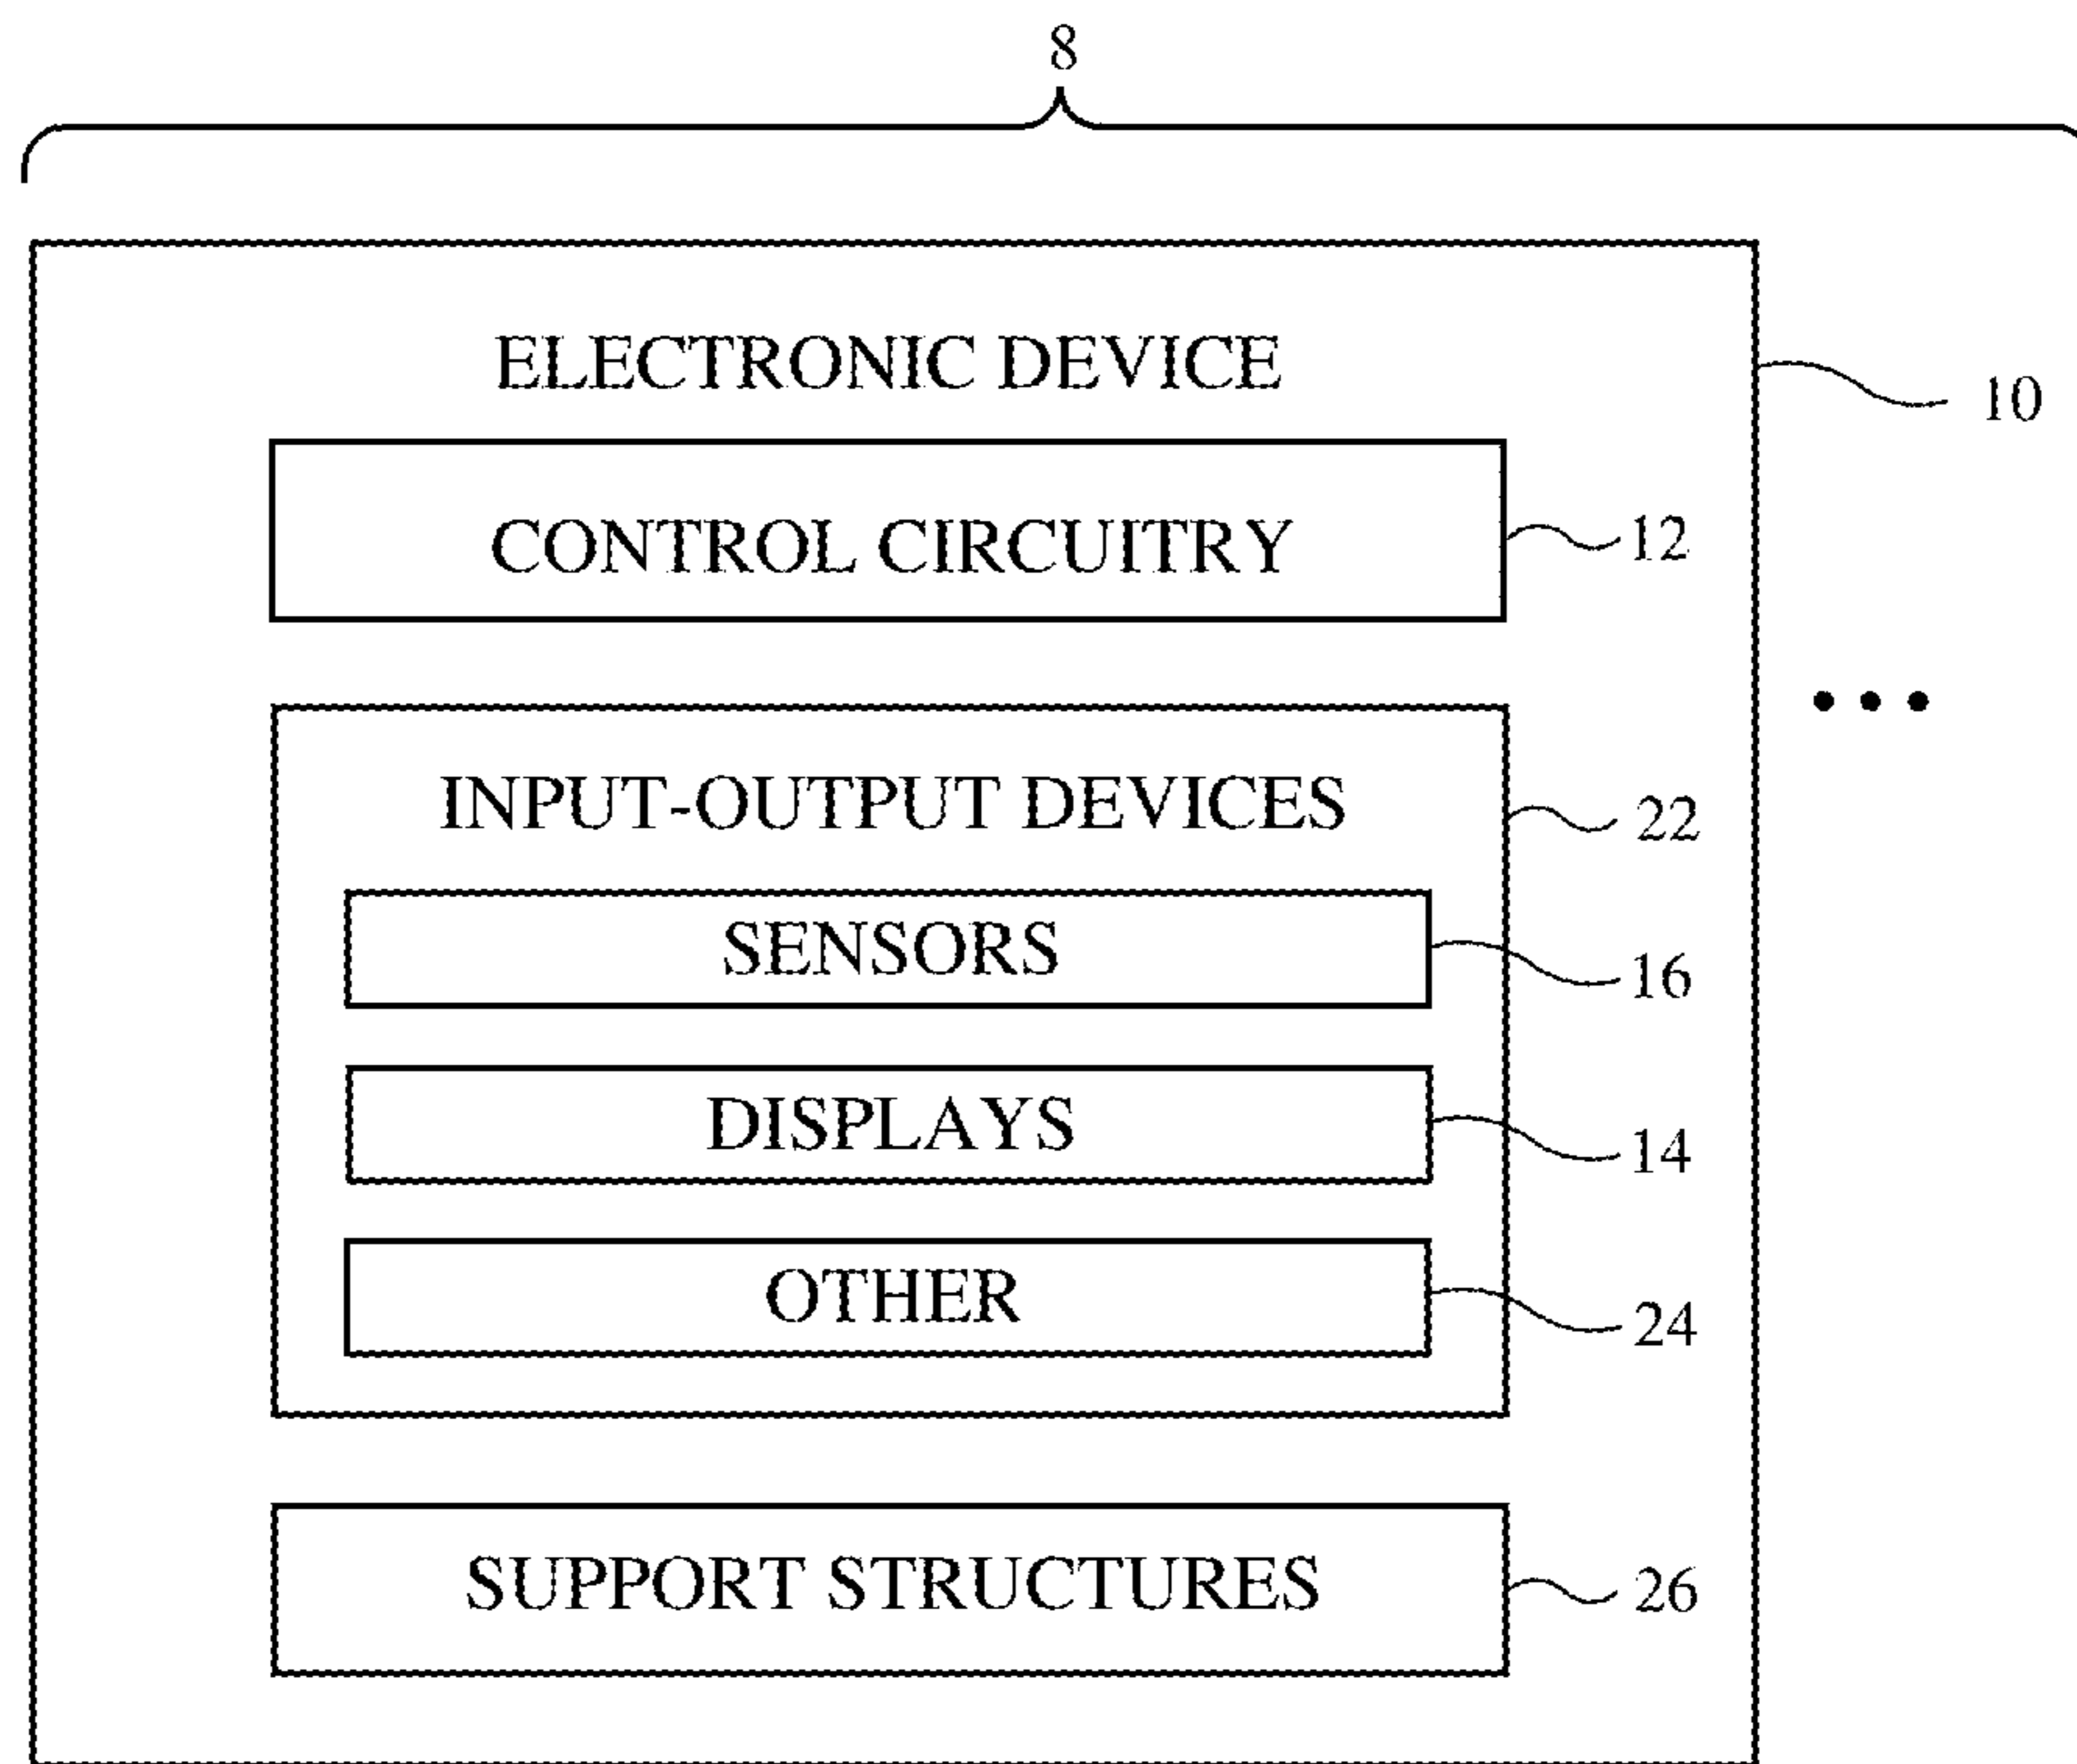 8
ELECTRONIC DEVICE
10
CONTROL CIRCUITRY
12
INPUT-OUTPUT DEVICES
22
SENSORS
16
DISPLAYS
14
OTHER
24
SUPPORT STRUCTURES
26